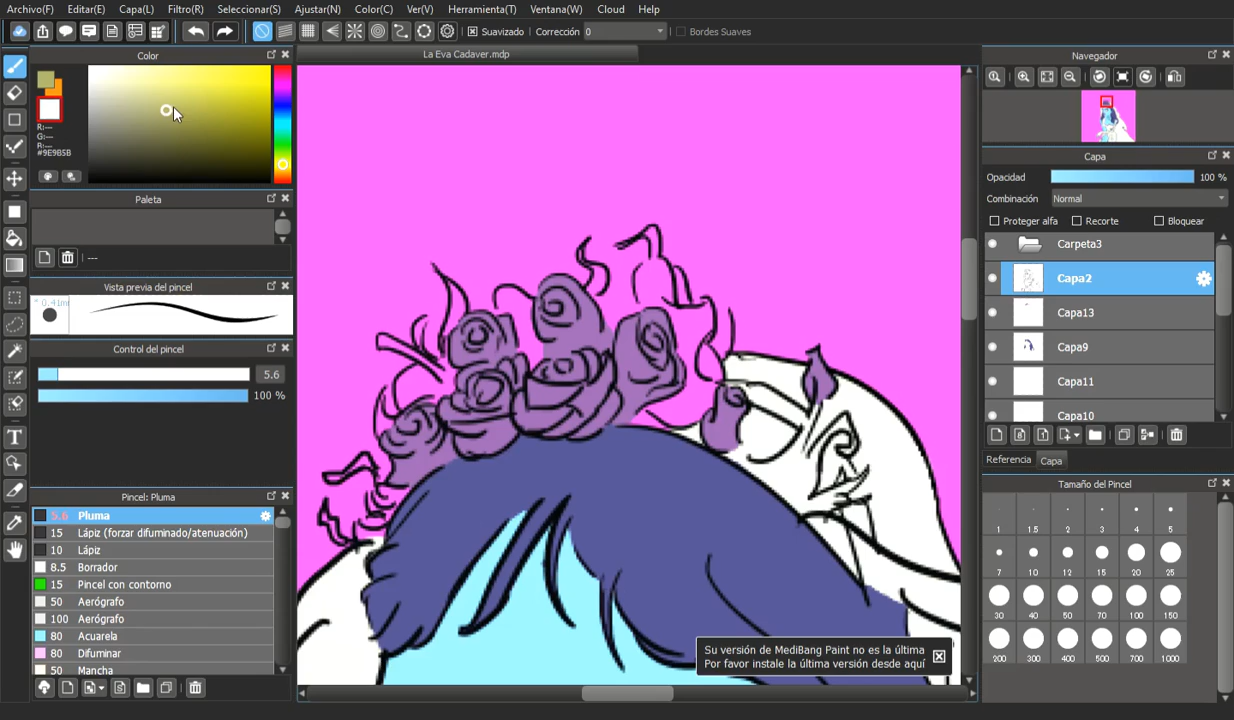 Archivo(F) Editar(E) Capa(L) Filtro(R) Seleccionar(S) Ajustar(N) Color(C) Ver(V) Herramienta(T) Ventana(W) Cloud Help
Suavizado Corrección 0 Bordes Suaves
Color
La Eva Cadaver.mdp
Navegador
R:---
G:---
R:---
#9E9B5B
Capa
Opacidad 100 %
Combinación Normal
Proteger alfa Recorte Bloquear
Paleta
---
Carpeta3
Capa2
Capa13
Capa9
Capa11
Capa10
Vista previa del pincel
Control del pincel
5.6
100 %
Referencia Capa
Tamaño del Pincel
1 1.5 2 3 4 5
7 10 12 15 20 25
30 40 50 70 100 150
200 300 400 500 700 1000
Pincel: Pluma
5.6 Pluma
15 Lápiz (forzar difuminado/atenuación)
10 Lápiz
8.5 Borrador
15 Pincel con contorno
50 Aerógrafo
100 Aerógrafo
80 Acuarela
80 Difuminar
50 Mancha
Su versión de MediBang Paint no es la última
Por favor instale la última versión desde aquí